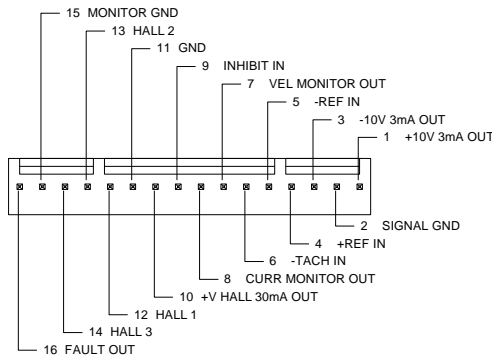 15 MONITOR GND
13 HALL 2
11 GND
9 INHIBIT IN
7 VEL MONITOR OUT
5 -REF IN
3 -10V 3mA OUT
1 +10V 3mA OUT
2 SIGNAL GND
4 +REF IN
6 -TACH IN
8 CURR MONITOR OUT
10 +V HALL 30mA OUT
12 HALL 1
14 HALL 3
16 FAULT OUT